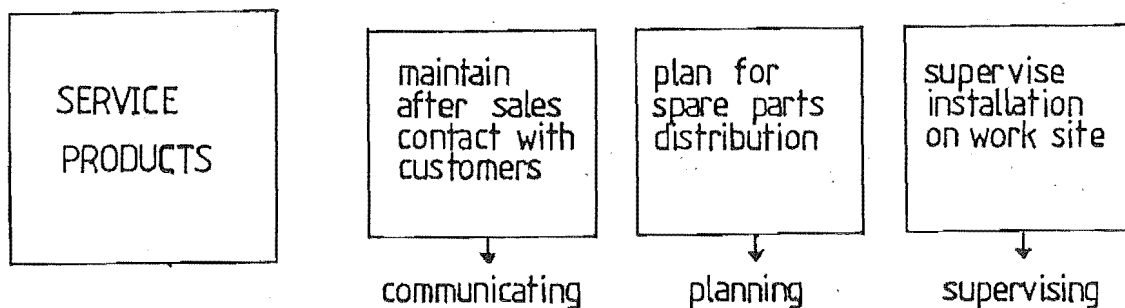 SERVICE
PRODUCTS
maintain
after sales
contact with
customers
plan for
spare parts
distribution
supervise
installation
on work site
communicating
planning
supervising